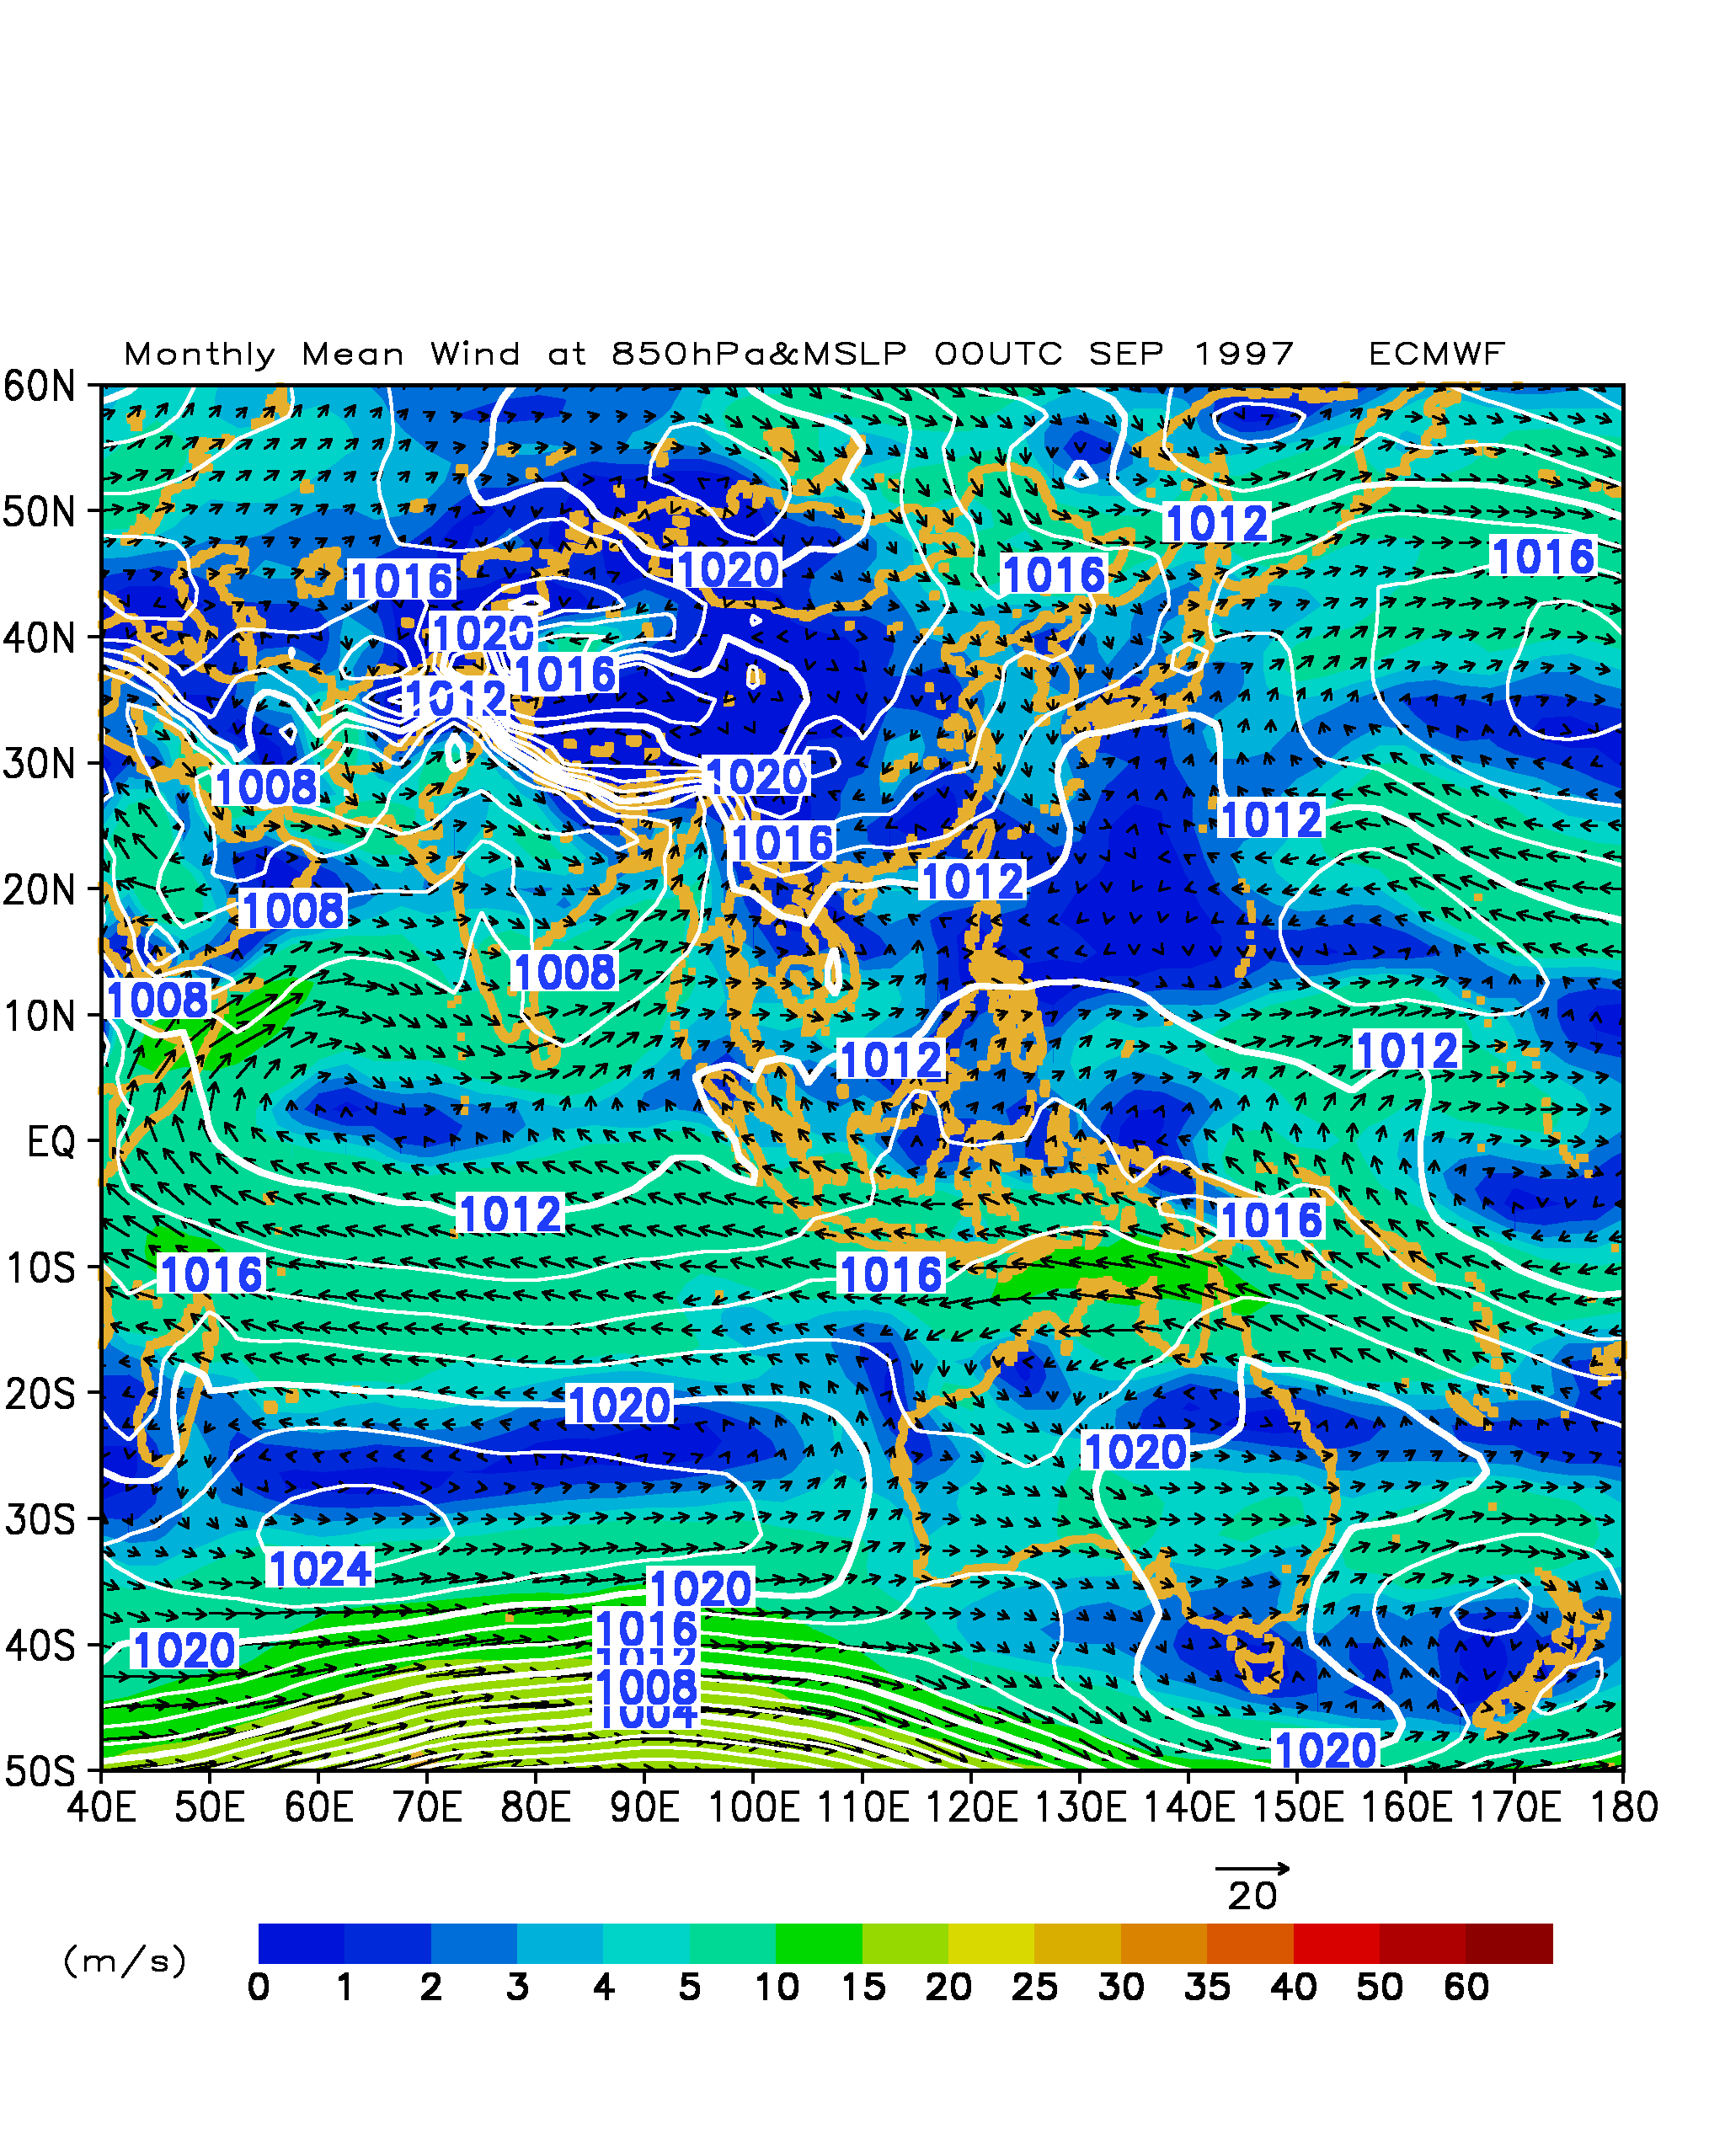 Monthly Mean Wind at 850hPa&MSLP 00UTC SEP 1997 ECMWF
60N
50N
1012
1016
1020
1016
1016
40N
1020
1016
1012
30N
1020
1008
1012
1016
20N
1012
1008
1008
10N
1008
1012
1012
EQ
1012
1016
10S
1016
1016
20S
1020
1020
30S
1024
1020
1016
40S
1020
1012
1008
1004
1020
50S
40E 50E 60E 70E 80E 90E 100E 110E 120E 130E 140E 150E 160E 170E 180
20
(m/s)
0 1 2 3 4 5 10 15 20 25 30 35 40 50 60